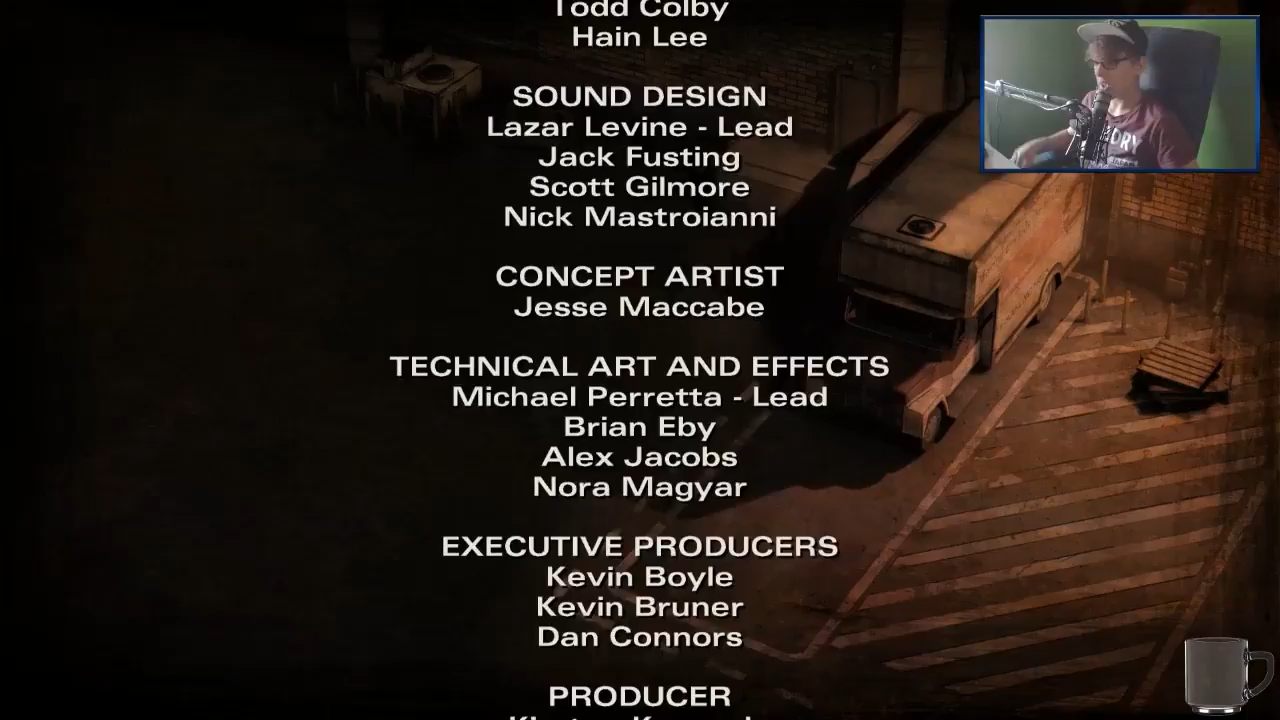 Todd Colby
Hain Lee
SOUND DESIGN
Lazar Levine - Lead
Jack Fusting
Scott Gilmore
Nick Mastroianni
CONCEPT ARTIST
Jesse Maccabe
TECHNICAL ART AND EFFECTS
Michael Perretta - Lead
Brian Eby
Alex Jacobs
Nora Magyar
EXECUTIVE PRODUCERS
Kevin Boyle
Kevin Bruner
Dan Connors
PRODUCER